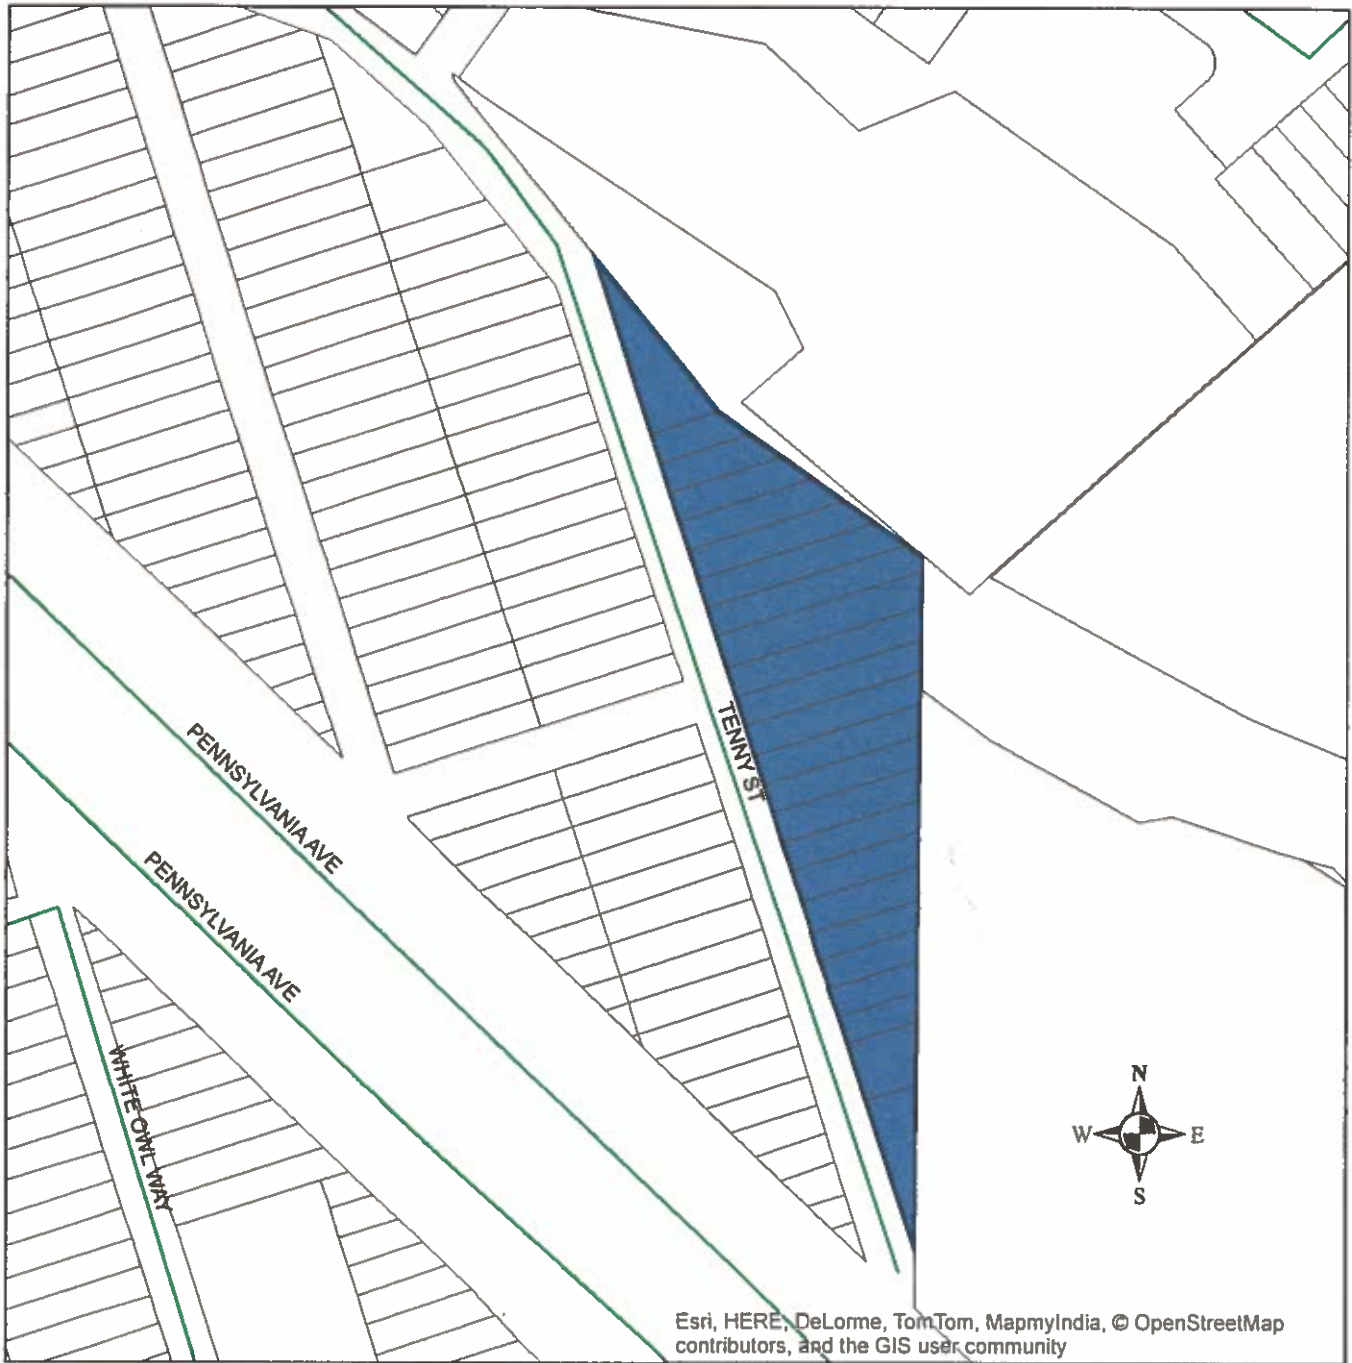 TENNY ST
PENNSYLVANIA AVE
PENNSYLVANIA AVE
WHITE OWL WAY
N
W E
S
Esri, HERE, DeLorme, TomTom, MapmyIndia, © OpenStreetMap
contributors, and the GIS user community